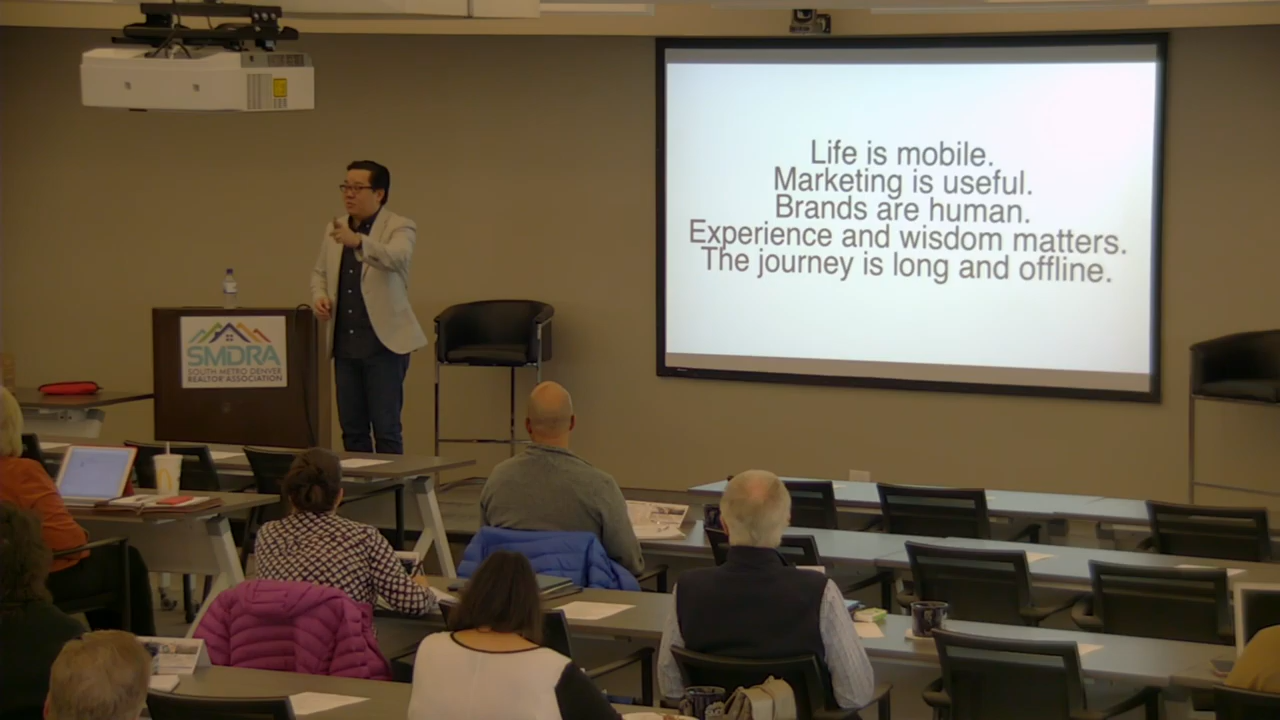 Life is mobile.
Marketing is useful.
Brands are human.
Experience and wisdom matters.
The journey is long and offline.
SMDRA
SOUTH METRO DENVER
REALTOR® ASSOCIATION